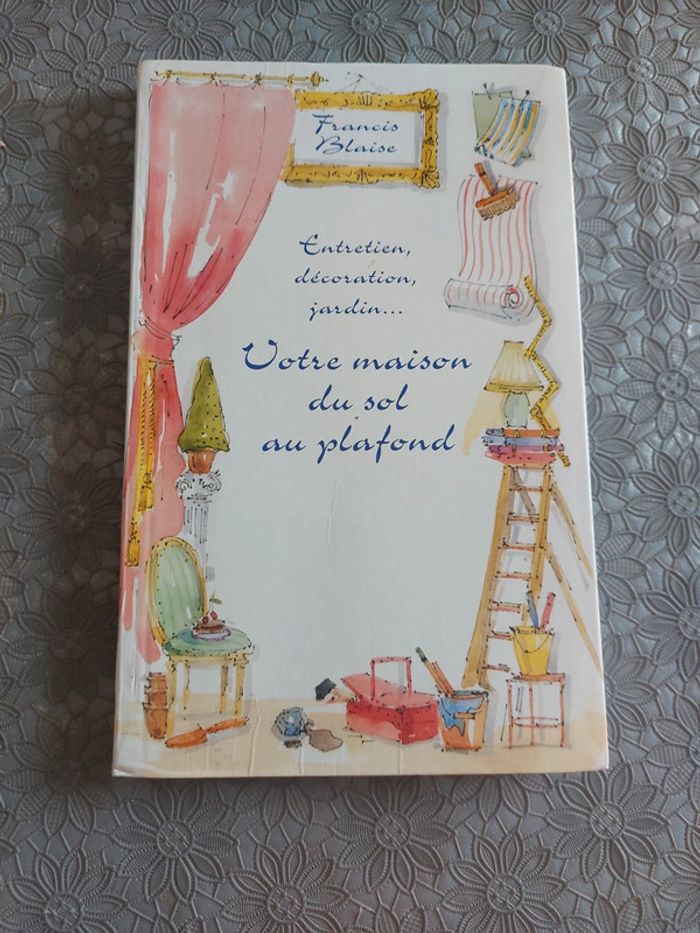 Francis
Blaise
Entretien,
décoration,
jardin...
Votre maison
du sol
au plafond